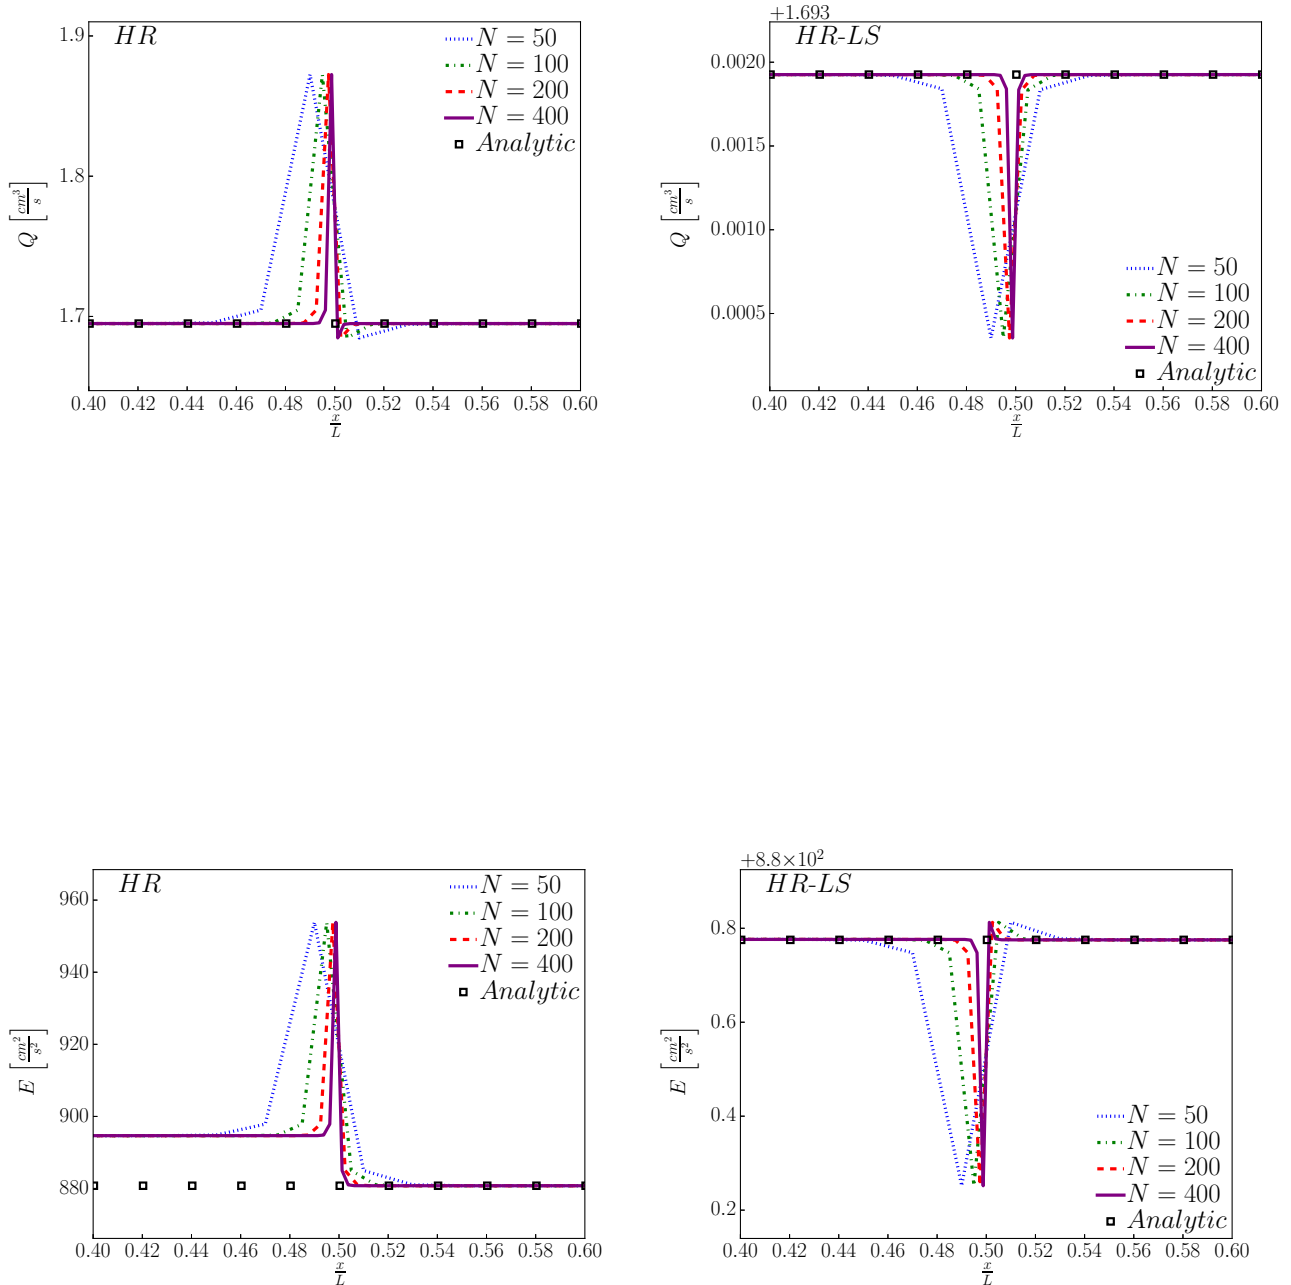 HR
N = 50
N = 100
N = 200
N = 400
Analytic
1.9
1.8
1.7
Q [cm³/s]
0.40 0.42 0.44 0.46 0.48 0.50 0.52 0.54 0.56 0.58 0.60
x/L
+1.693
HR-LS
0.0020
0.0015
0.0010
0.0005
Q [cm³/s]
N = 50
N = 100
N = 200
N = 400
Analytic
0.40 0.42 0.44 0.46 0.48 0.50 0.52 0.54 0.56 0.58 0.60
x/L
HR
N = 50
N = 100
N = 200
N = 400
Analytic
960
940
920
900
880
E [cm²/s²]
0.40 0.42 0.44 0.46 0.48 0.50 0.52 0.54 0.56 0.58 0.60
x/L
+8.8×10²
HR-LS
0.8
0.6
0.4
0.2
E [cm²/s²]
N = 50
N = 100
N = 200
N = 400
Analytic
0.40 0.42 0.44 0.46 0.48 0.50 0.52 0.54 0.56 0.58 0.60
x/L